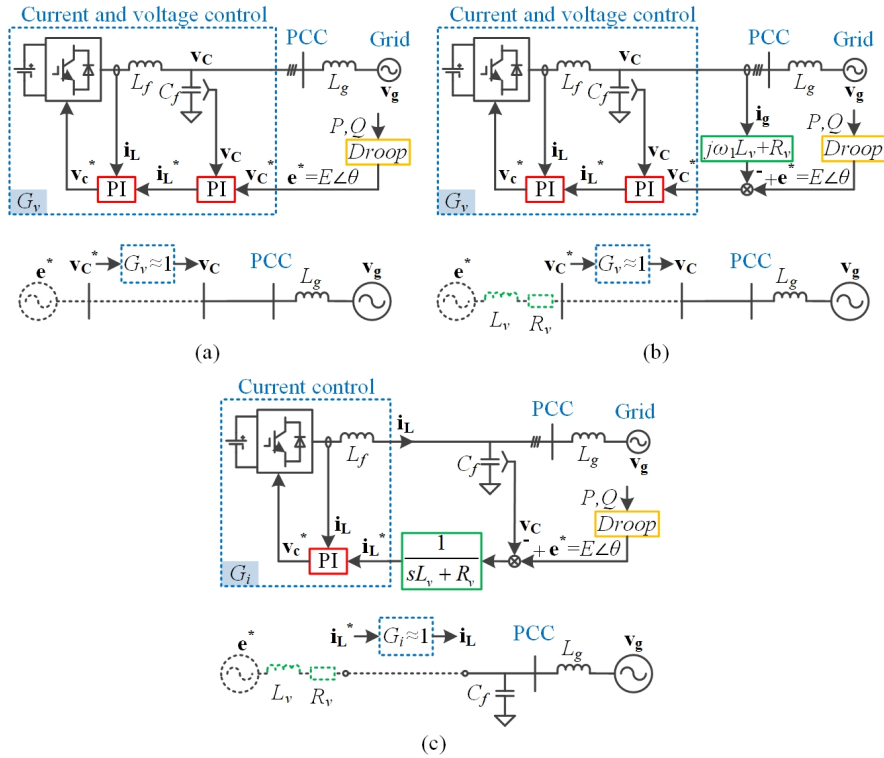 Current and voltage control
PCC
Grid
v_C
L_f
C_f
L_g
v_g
P,Q
Droop
i_L
v_C
v_c^*
i_L^*
v_C^*
e^*=E∠θ
PI
PI
G_v
e^*
v_C^*
G_v≈1
v_C
PCC
L_g
v_g
(a)
Current and voltage control
PCC
Grid
v_C
L_f
C_f
L_g
v_g
i_g
P,Q
jω_1L_v+R_v
Droop
i_L
v_C
v_c^*
i_L^*
v_C^*
- +e^*=E∠θ
PI
PI
G_v
e^*
v_C^*
G_v≈1
v_C
PCC
L_g
v_g
L_v
R_v
(b)
Current control
i_L
PCC
Grid
L_f
C_f
L_g
v_g
P,Q
Droop
i_L
v_C
v_c^*
i_L^*
1
sL_v+R_v
- +e^*=E∠θ
PI
G_i
e^*
i_L^*
G_i≈1
i_L
PCC
L_g
v_g
L_v
R_v
C_f
(c)